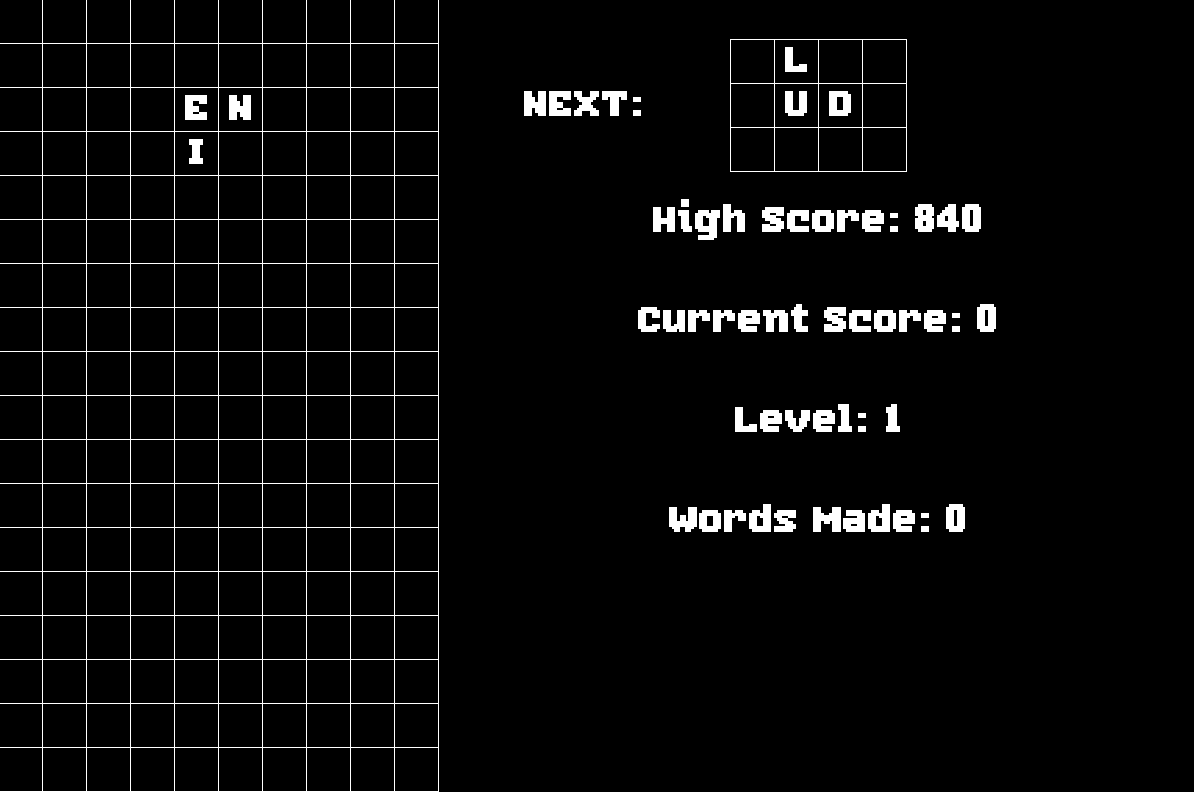 L
E N
NEXT:
U D
I
High Score: 840
Current Score: 0
Level: 1
Words Made: 0